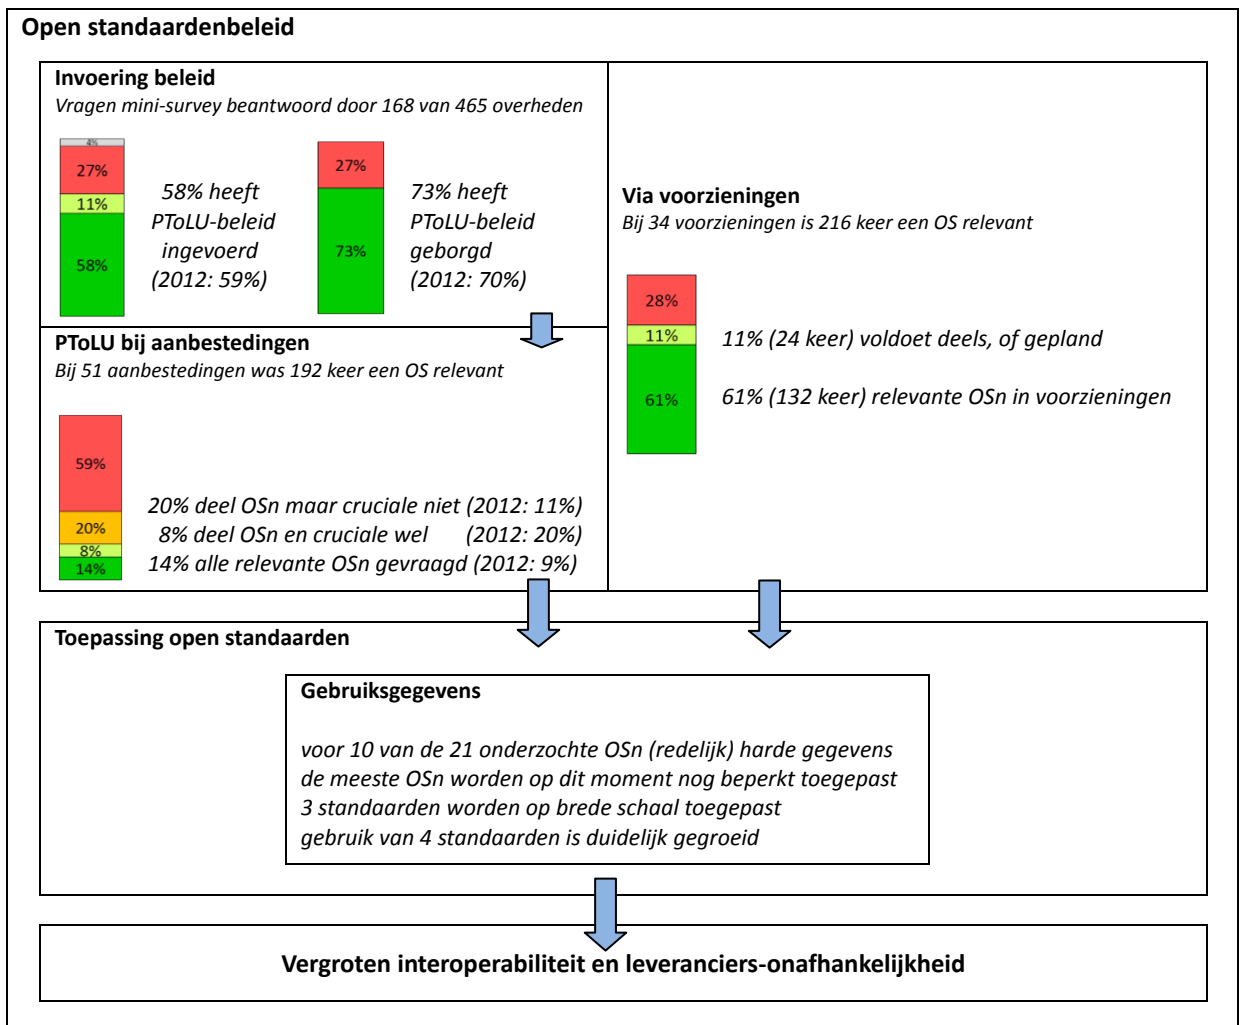 Open standaardenbeleid
Invoering beleid
Vragen mini-survey beantwoord door 168 van 465 overheden
4%
27%
11%
58%
58% heeft
PToLU-beleid
ingevoerd
(2012: 59%)
27%
73%
73% heeft
PToLU-beleid
geborgd
(2012: 70%)
PToLU bij aanbestedingen
Bij 51 aanbestedingen was 192 keer een OS relevant
59%
20%
8%
14%
20% deel OSn maar cruciale niet (2012: 11%)
8% deel OSn en cruciale wel (2012: 20%)
14% alle relevante OSn gevraagd (2012: 9%)
Via voorzieningen
Bij 34 voorzieningen is 216 keer een OS relevant
28%
11%
61%
11% (24 keer) voldoet deels, of gepland
61% (132 keer) relevante OSn in voorzieningen
Toepassing open standaarden
Gebruiksgegevens
voor 10 van de 21 onderzochte OSn (redelijk) harde gegevens
de meeste OSn worden op dit moment nog beperkt toegepast
3 standaarden worden op brede schaal toegepast
gebruik van 4 standaarden is duidelijk gegroeid
Vergroten interoperabiliteit en leveranciers-onafhankelijkheid